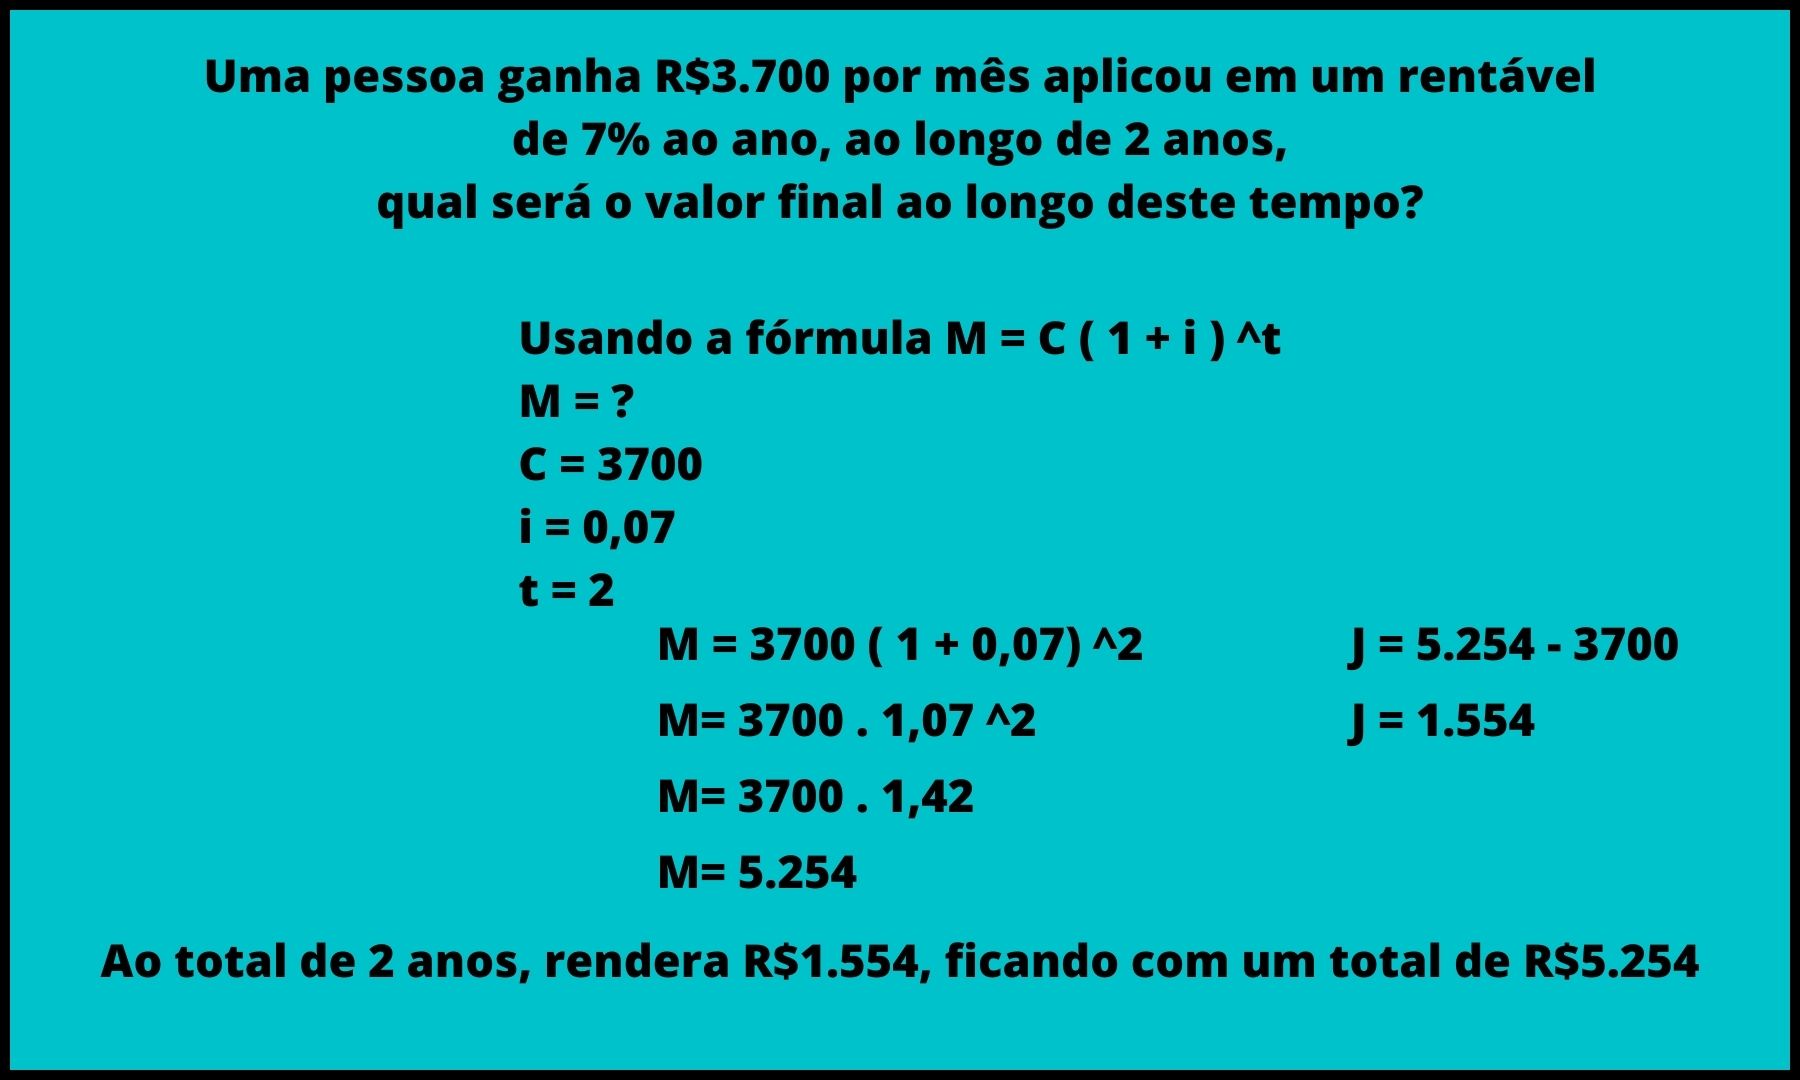 Uma pessoa ganha R$3.700 por mês aplicou em um rentável
de 7% ao ano, ao longo de 2 anos,
qual será o valor final ao longo deste tempo?
Usando a fórmula M = C ( 1 + i ) ^t
M = ?
C = 3700
i = 0,07
t = 2
M = 3700 ( 1 + 0,07) ^2
M= 3700 . 1,07 ^2
M= 3700 . 1,42
M= 5.254
J = 5.254 - 3700
J = 1.554
Ao total de 2 anos, rendera R$1.554, ficando com um total de R$5.254